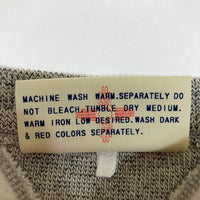 MACHINE WASH WARM.SEPARATELY DO
NOT BLEACH.TUMBLE DRY MEDIUM.
WARM IRON LOW DESIRED.WASH DARK
& RED COLORS SEPARATELY.